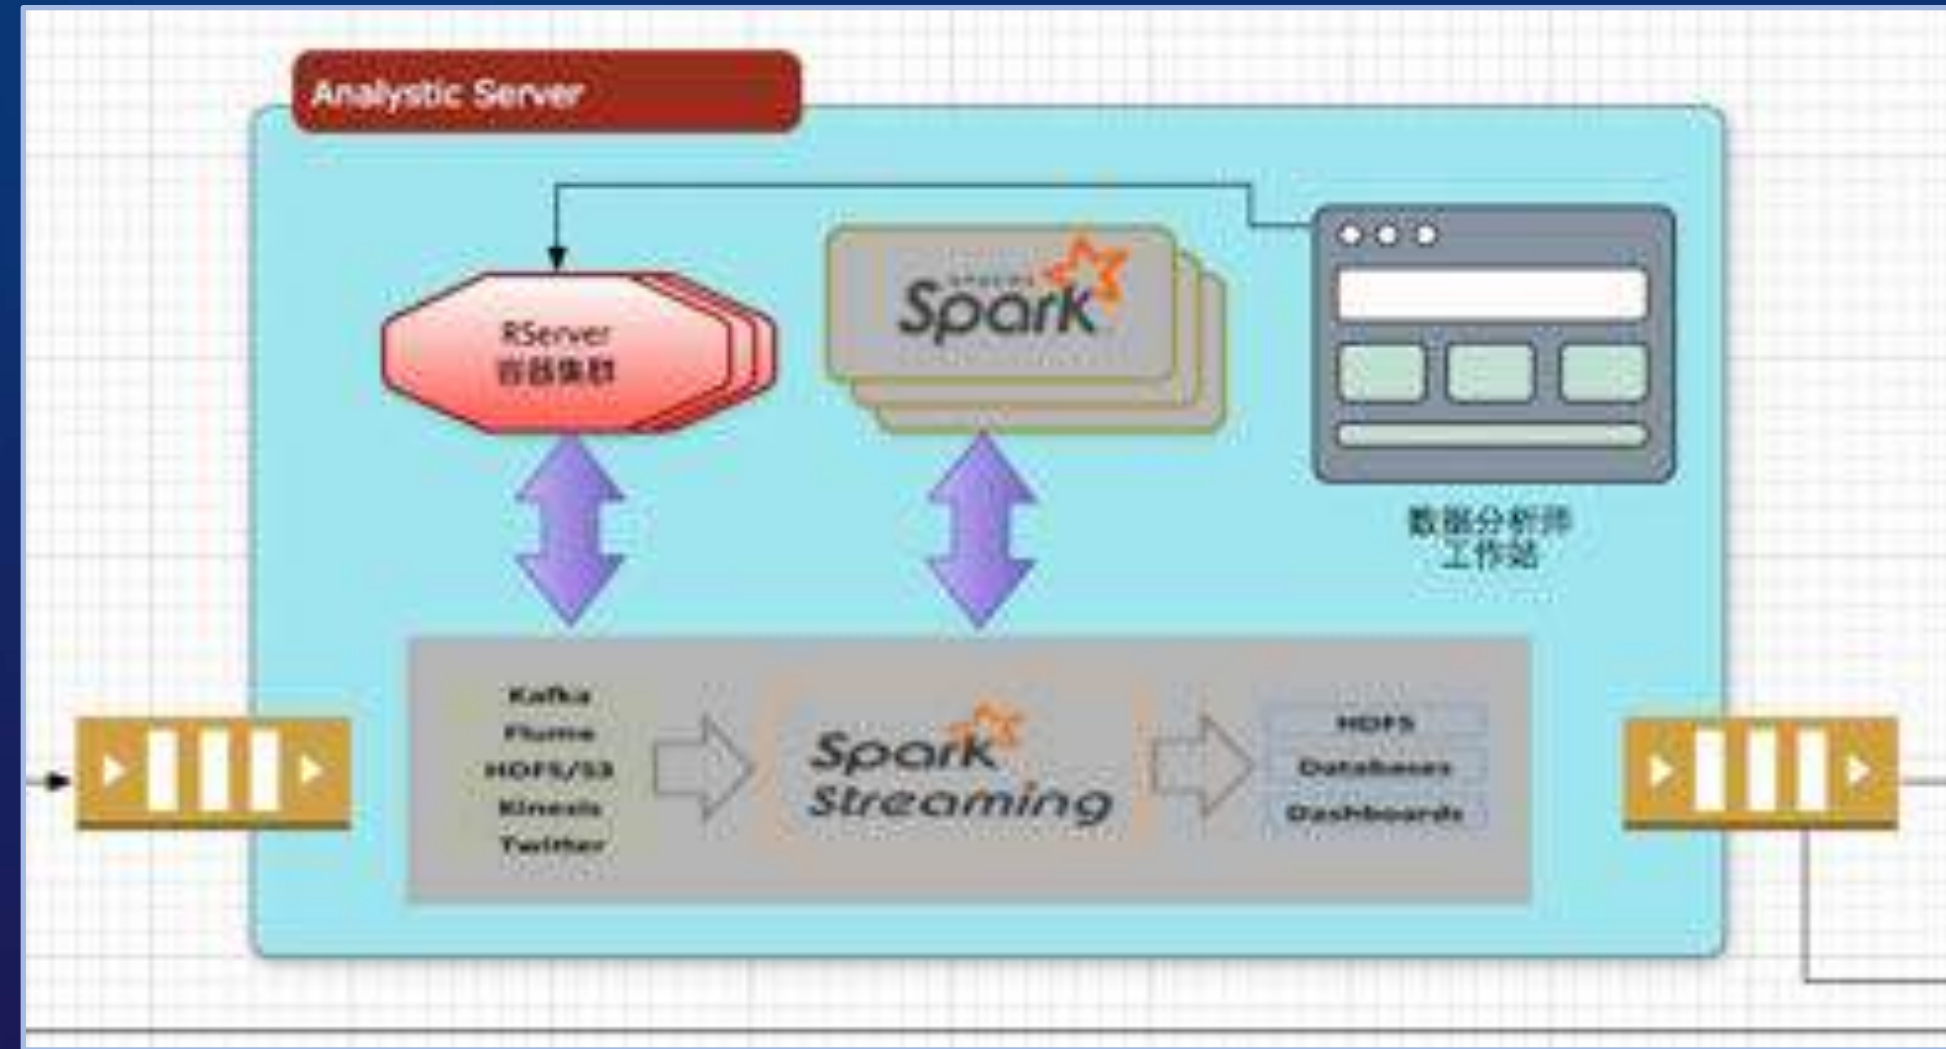 Analystic Server
APACHE
Spark
RServer
容器集群
数据分析师
工作站
Kafka
Flume
HDFS/S3
Kinesis
Twitter
Spark
Streaming
HDFS
Databases
Dashboards